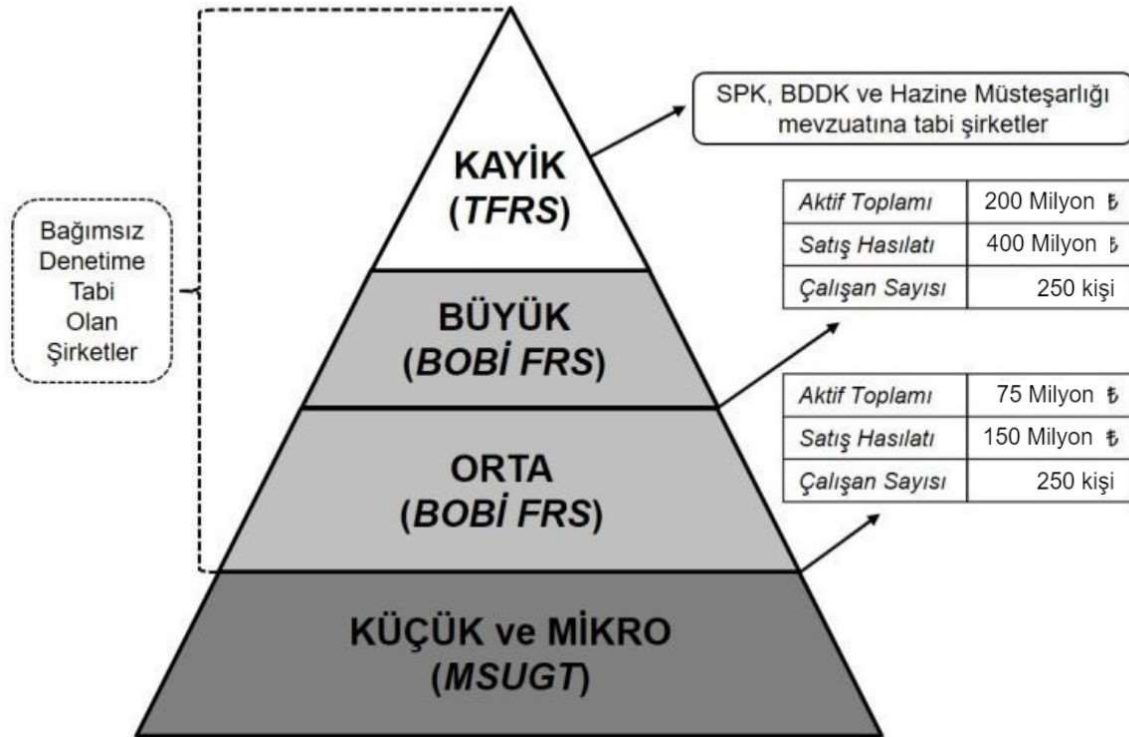 SPK, BDDK ve Hazine Müsteşarlığı
mevzuatına tabi şirketler
KAYİK
(TFRS)
Aktif Toplamı 200 Milyon ₺
Satış Hasılatı 400 Milyon ₺
Çalışan Sayısı 250 kişi
Bağımsız
Denetime
Tabi
Olan
Şirketler
BÜYÜK
(BOBİ FRS)
Aktif Toplamı 75 Milyon ₺
Satış Hasılatı 150 Milyon ₺
Çalışan Sayısı 250 kişi
ORTA
(BOBİ FRS)
KÜÇÜK ve MİKRO
(MSUGT)